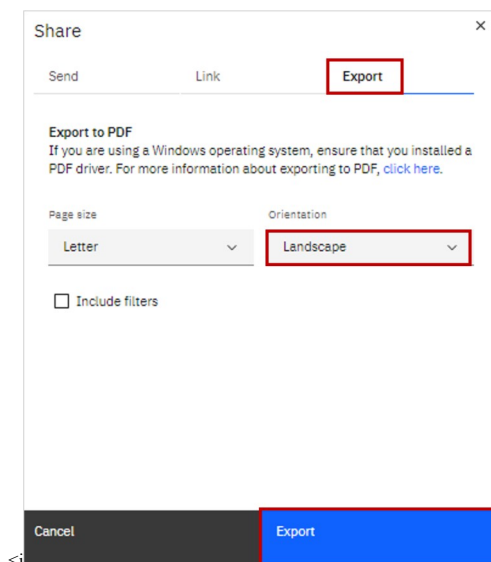 Share ×
Send Link Export
Export to PDF
If you are using a Windows operating system, ensure that you installed a
PDF driver. For more information about exporting to PDF, click here.
Page size Orientation
Letter Landscape
Include filters
Cancel Export
<i